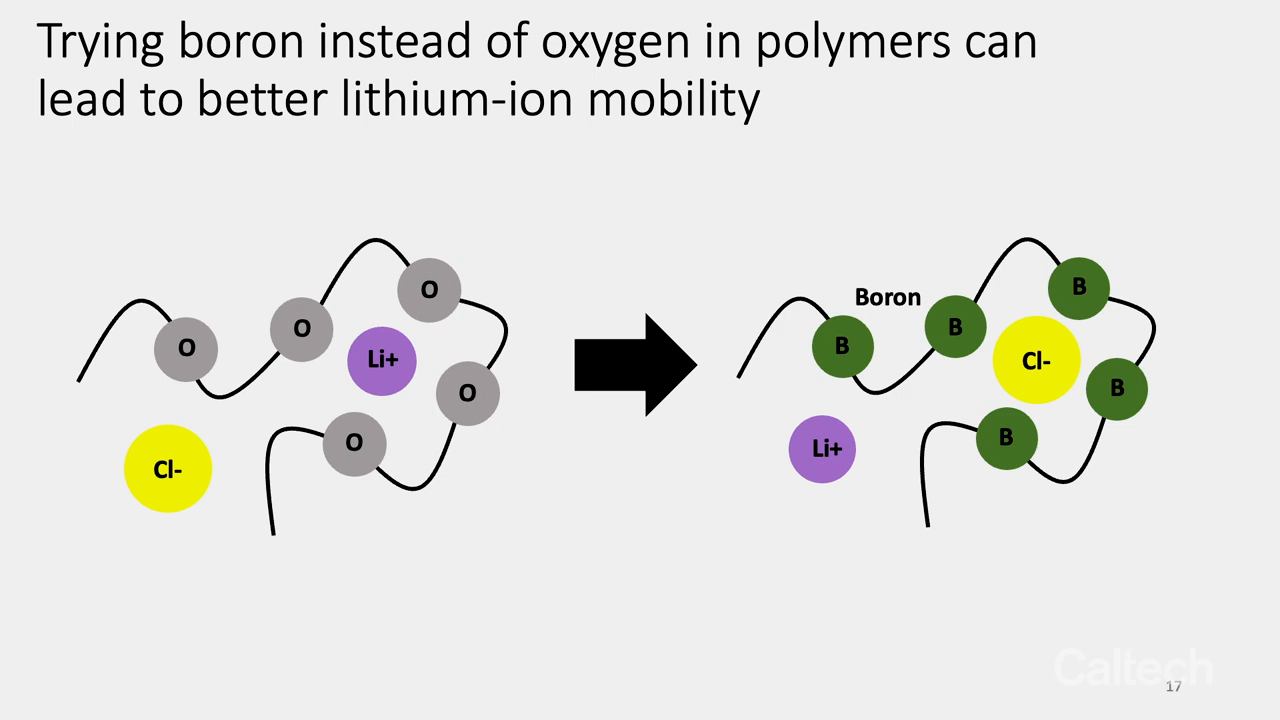 Trying boron instead of oxygen in polymers can
lead to better lithium-ion mobility
O
O
O
Li+
O
O
Cl-
Boron
B
B
B
Cl-
B
B
Li+
Caltech
17